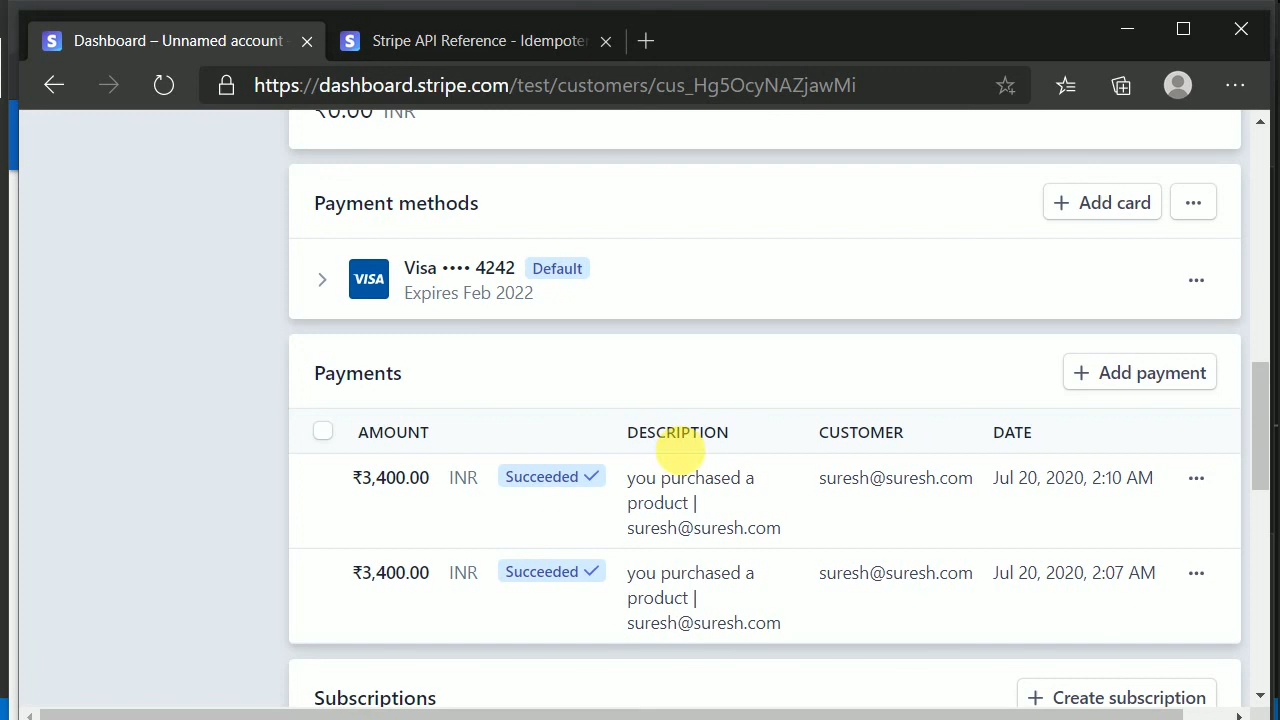 Dashboard – Unnamed account
Stripe API Reference - Idempoter
https://dashboard.stripe.com/test/customers/cus_Hg5OcyNAZjawMi
₹0.00 INR
Payment methods
+ Add card
VISA
Visa •••• 4242 Default
Expires Feb 2022
Payments
+ Add payment
AMOUNT DESCRIPTION CUSTOMER DATE
₹3,400.00 INR Succeeded ✓ you purchased a suresh@suresh.com Jul 20, 2020, 2:10 AM
product |
suresh@suresh.com
₹3,400.00 INR Succeeded ✓ you purchased a suresh@suresh.com Jul 20, 2020, 2:07 AM
product |
suresh@suresh.com
Subscriptions
+ Create subscription